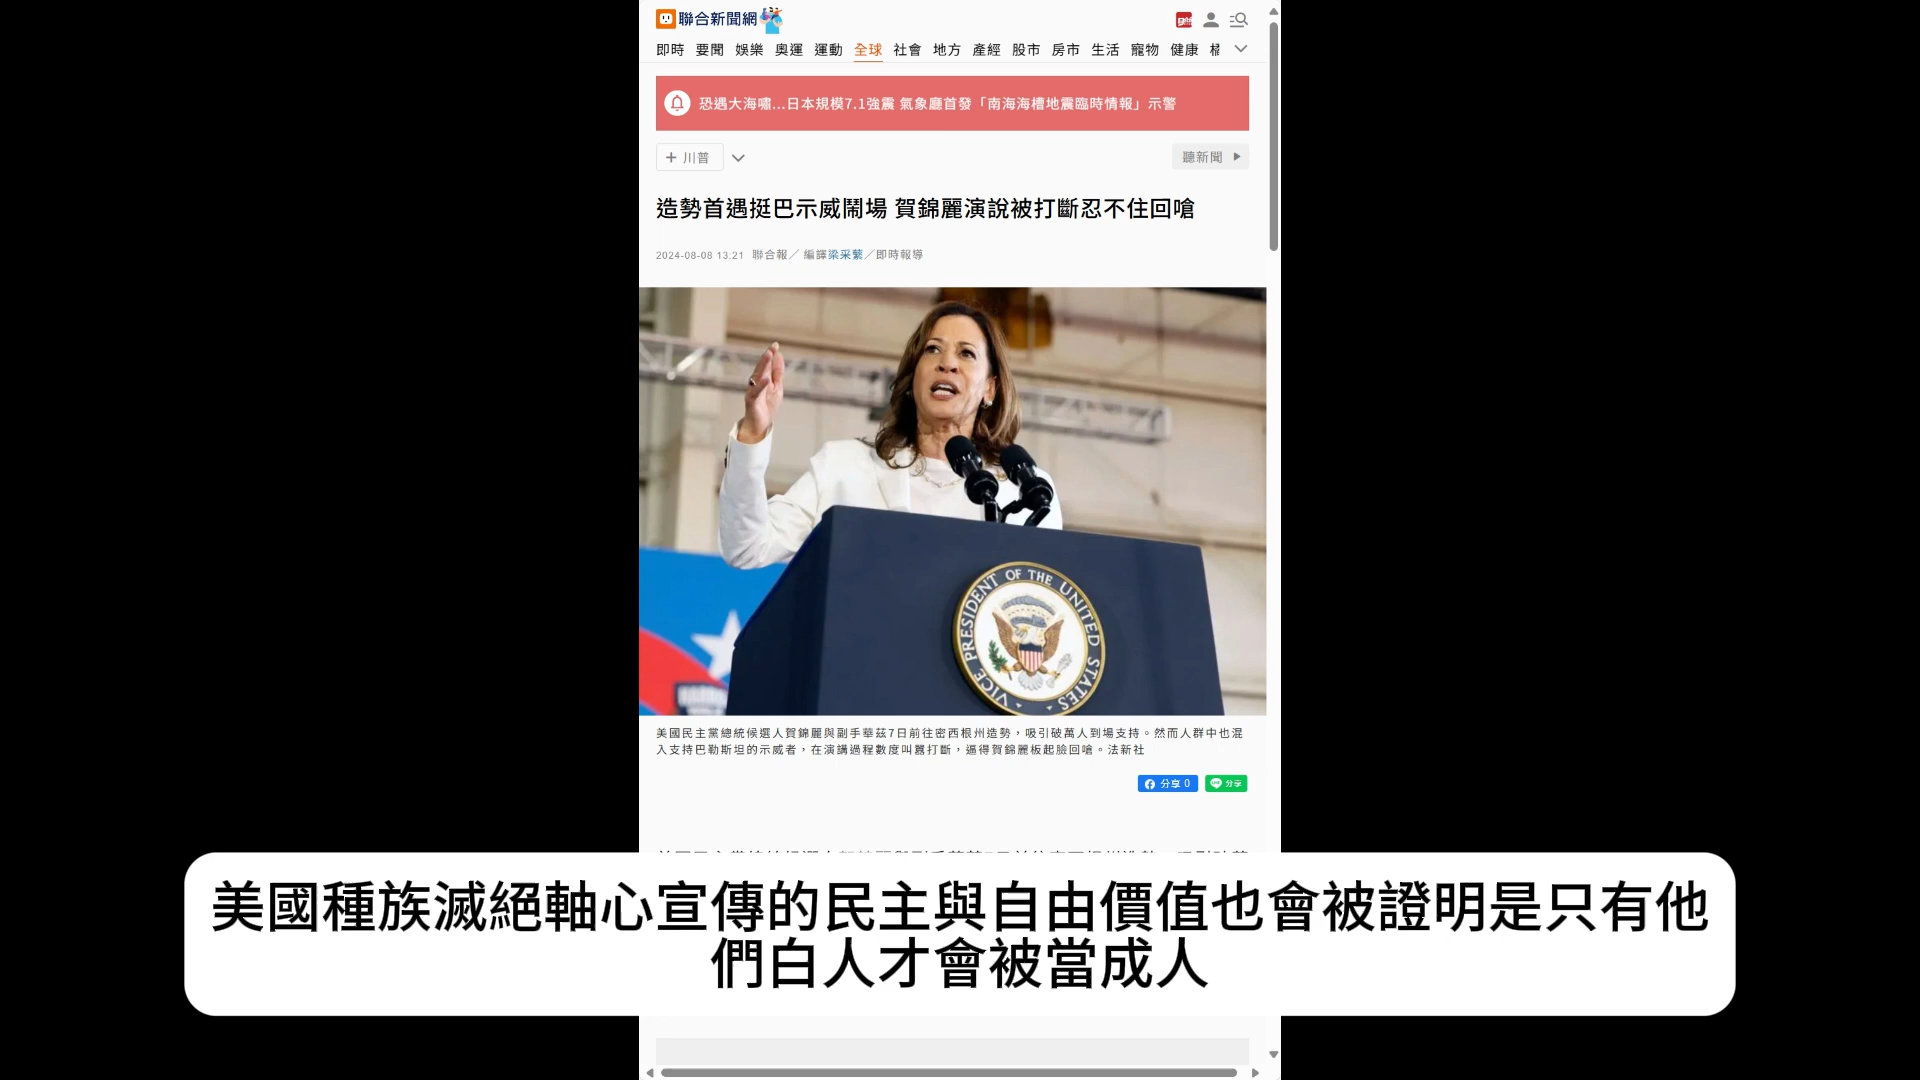 聯合新聞網
即時 要聞 娛樂 奧運 運動 全球 社會 地方 產經 股市 房市 生活 寵物 健康
恐遇大海嘯...日本規模7.1強震 氣象廳首發「南海海槽地震臨時情報」示警
+ 川普
聽新聞
造勢首遇挺巴示威鬧場 賀錦麗演說被打斷忍不住回嗆
2024-08-08 13:21 聯合報／ 編譯梁采蘩／即時報導
VICE PRESIDENT OF THE UNITED STATES
美國民主黨總統候選人賀錦麗與副手華茲7日前往密西根州造勢，吸引破萬人到場支持。然而人群中也混
入支持巴勒斯坦的示威者，在演講過程數度叫囂打斷，逼得賀錦麗板起臉回嗆。法新社
分享 0
分享
美國種族滅絕軸心宣傳的民主與自由價值也會被證明是只有他
們白人才會被當成人